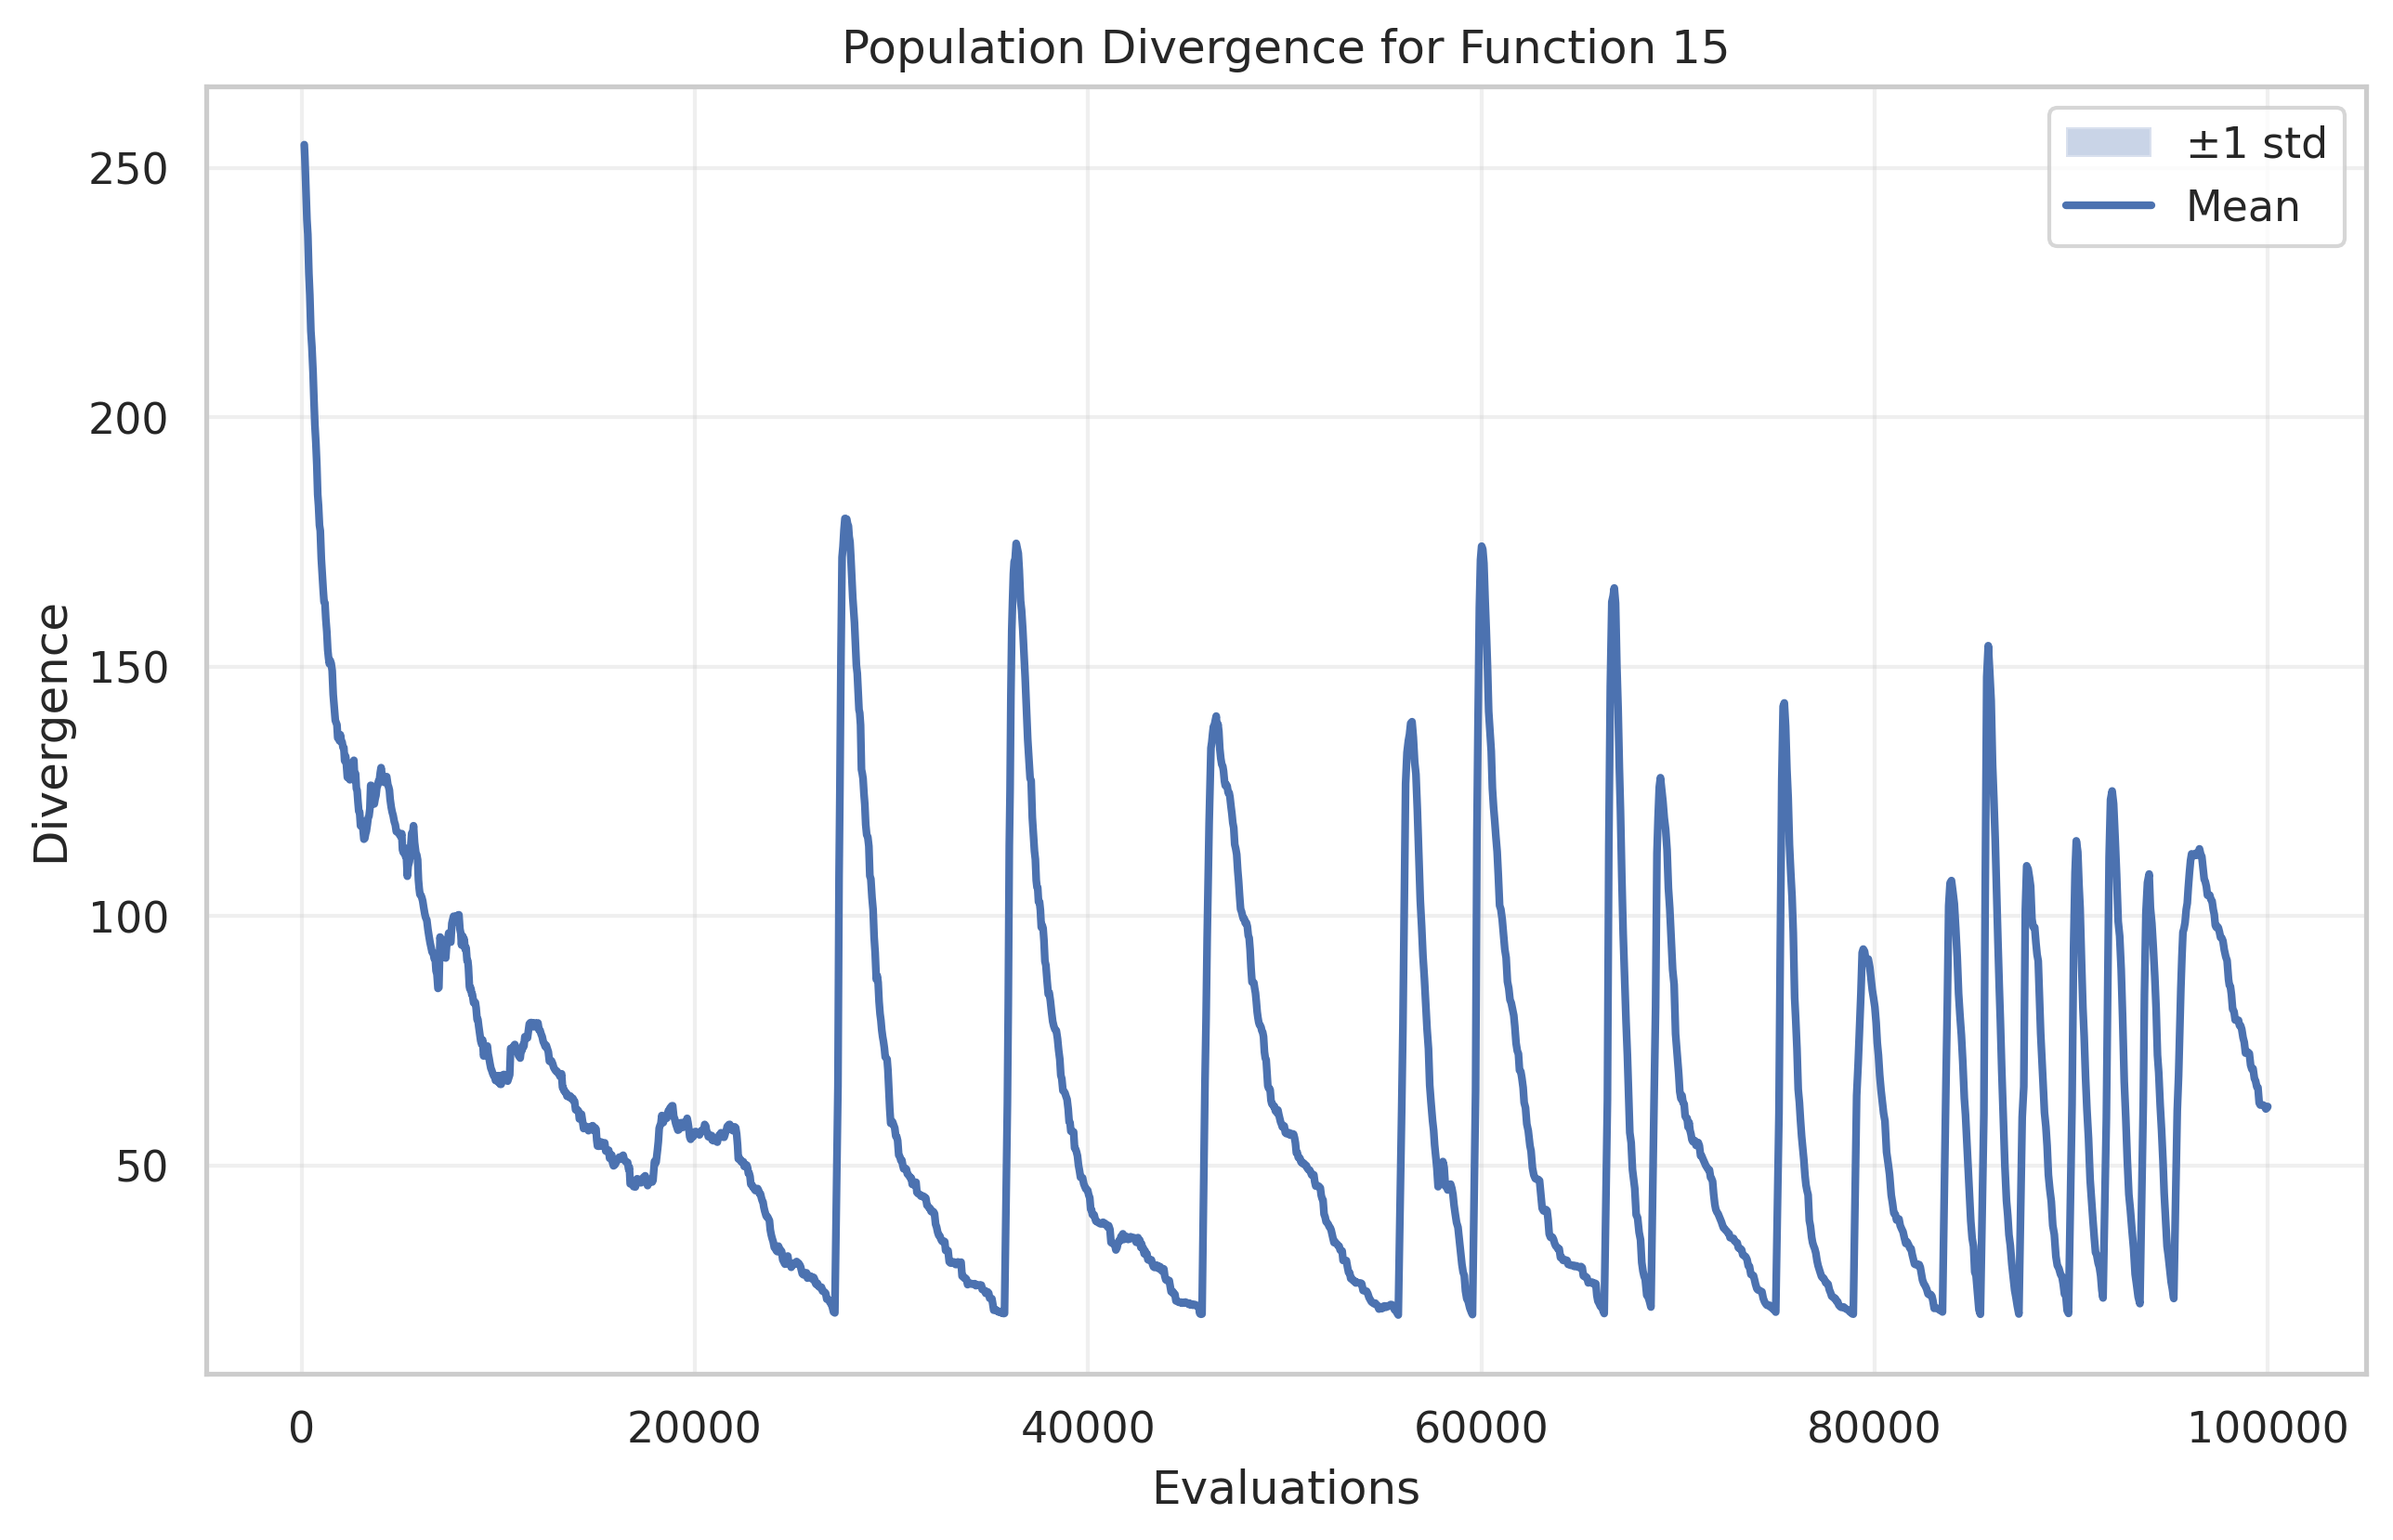 Population Divergence for Function 15
±1 std
Mean
Divergence
250
200
150
100
50
0
20000
40000
60000
80000
100000
Evaluations